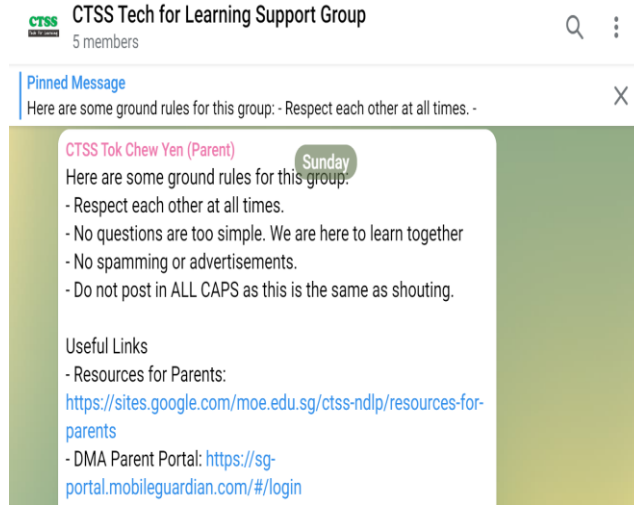 CTSS
Tech for Learning
CTSS Tech for Learning Support Group
5 members
Pinned Message
Here are some ground rules for this group: - Respect each other at all times. -
CTSS Tok Chew Yen (Parent)
Sunday
Here are some ground rules for this group:
- Respect each other at all times.
- No questions are too simple. We are here to learn together
- No spamming or advertisements.
- Do not post in ALL CAPS as this is the same as shouting.
Useful Links
- Resources for Parents:
https://sites.google.com/moe.edu.sg/ctss-ndlp/resources-for-
parents
- DMA Parent Portal: https://sg-
portal.mobileguardian.com/#/login